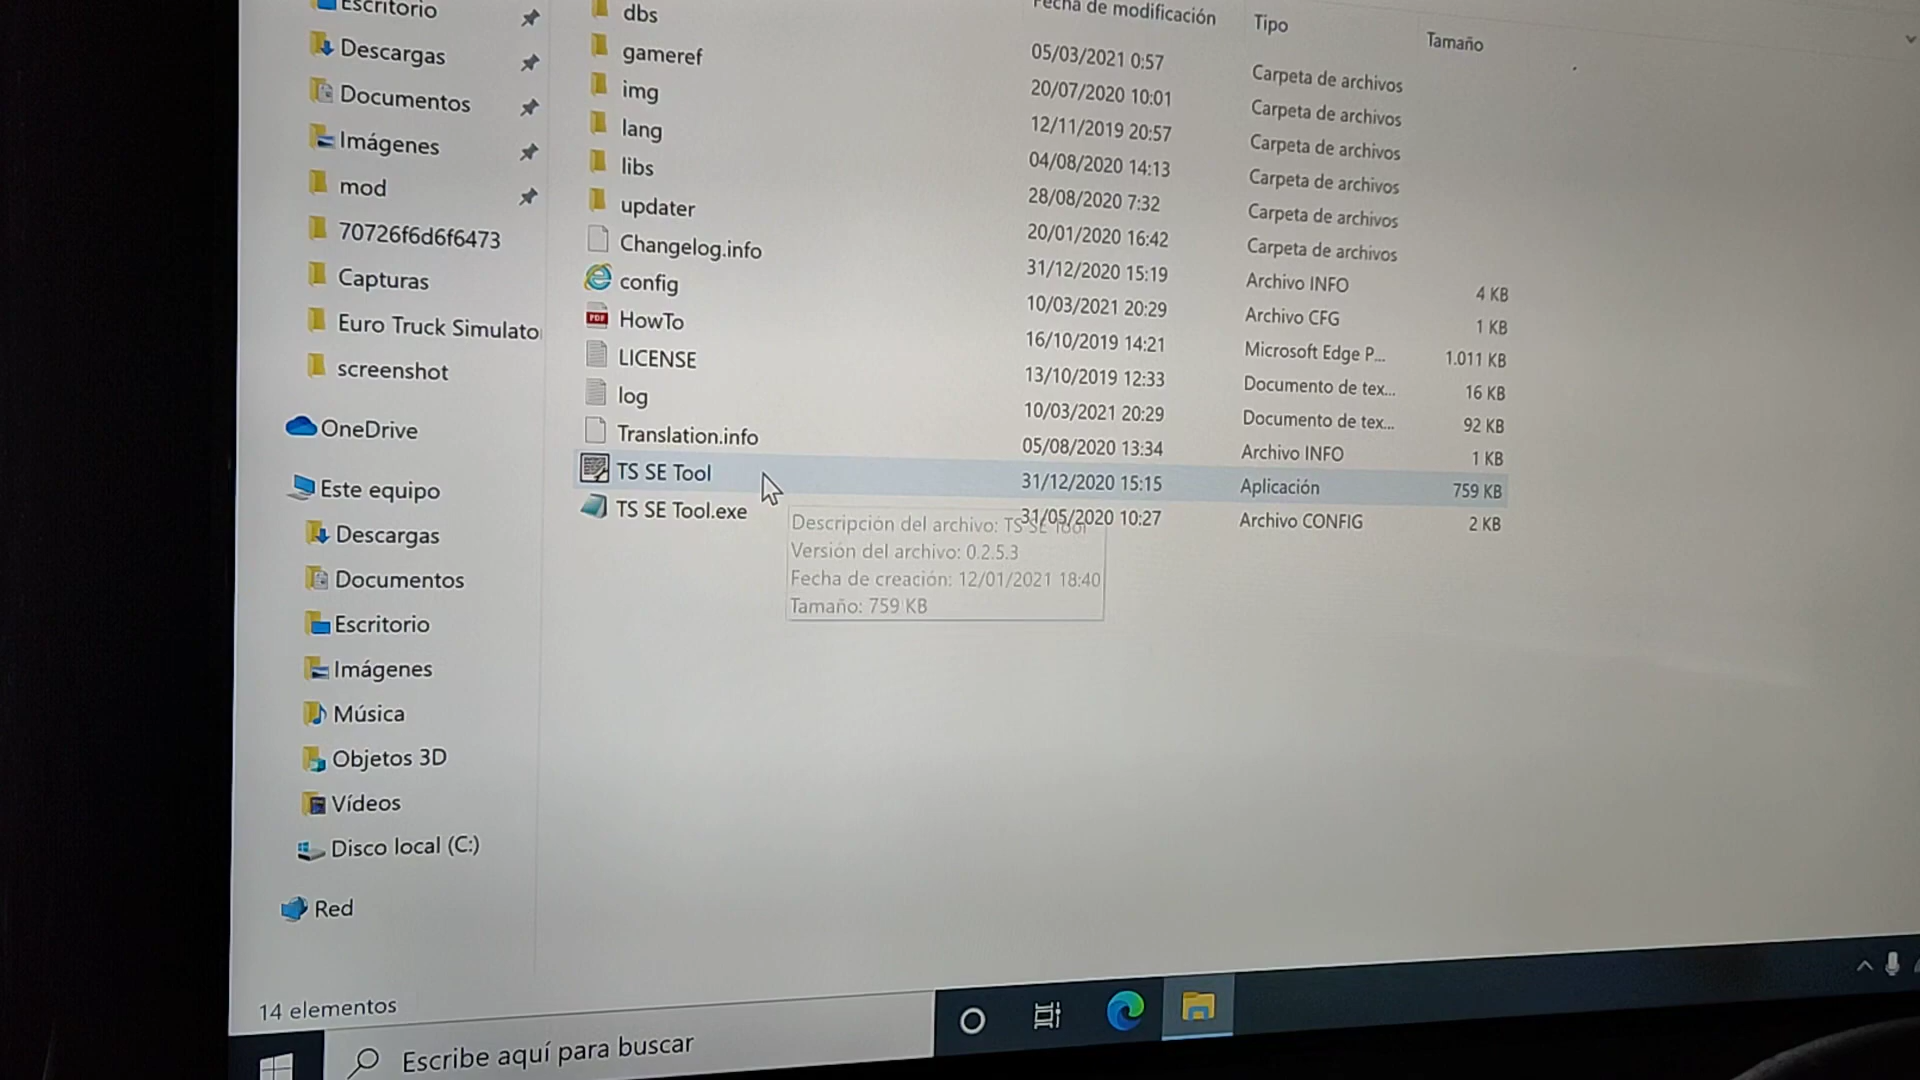 Escritorio
Descargas
Documentos
Imágenes
mod
70726f6d6f6473
Capturas
Euro Truck Simulato
screenshot
OneDrive
Este equipo
Descargas
Documentos
Escritorio
Imágenes
Música
Objetos 3D
Vídeos
Disco local (C:)
Red
14 elementos
Fecha de modificación Tipo Tamaño
dbs 05/03/2021 0:57 Carpeta de archivos
gameref 20/07/2020 10:01 Carpeta de archivos
img 12/11/2019 20:57 Carpeta de archivos
lang 04/08/2020 14:13 Carpeta de archivos
libs 28/08/2020 7:32 Carpeta de archivos
updater 20/01/2020 16:42 Carpeta de archivos
Changelog.info 31/12/2020 15:19 Archivo INFO 4 KB
config 10/03/2021 20:29 Archivo CFG 1 KB
HowTo 16/10/2019 14:21 Microsoft Edge P... 1.011 KB
LICENSE 13/10/2019 12:33 Documento de tex... 16 KB
log 10/03/2021 20:29 Documento de tex... 92 KB
Translation.info 05/08/2020 13:34 Archivo INFO 1 KB
TS SE Tool 31/12/2020 15:15 Aplicación 759 KB
TS SE Tool.exe 31/05/2020 10:27 Archivo CONFIG 2 KB
Descripción del archivo: TS SE Tool
Versión del archivo: 0.2.5.3
Fecha de creación: 12/01/2021 18:40
Tamaño: 759 KB
PDF
Escribe aquí para buscar